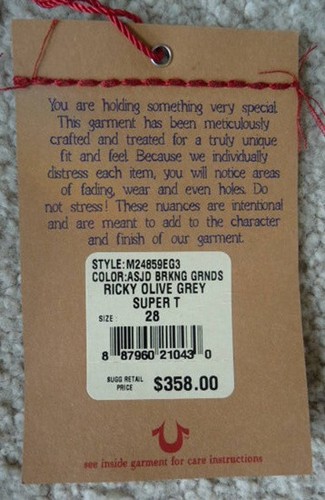 You are holding something very special.
This garment has been meticulously
crafted and treated for a truly unique
fit and feel. Because we individually
distress each item, you will notice areas
of fading, wear and even holes. Do
not stress! These nuances are intentional
and are meant to add to the character
and finish of our garment.
STYLE:M24859EG3
COLOR:ASJD BRKNG GRNDS
RICKY OLIVE GREY
SUPER T
SIZE : 28
8 87960 21043 0
SUGG RETAIL PRICE $358.00
see inside garment for care instructions